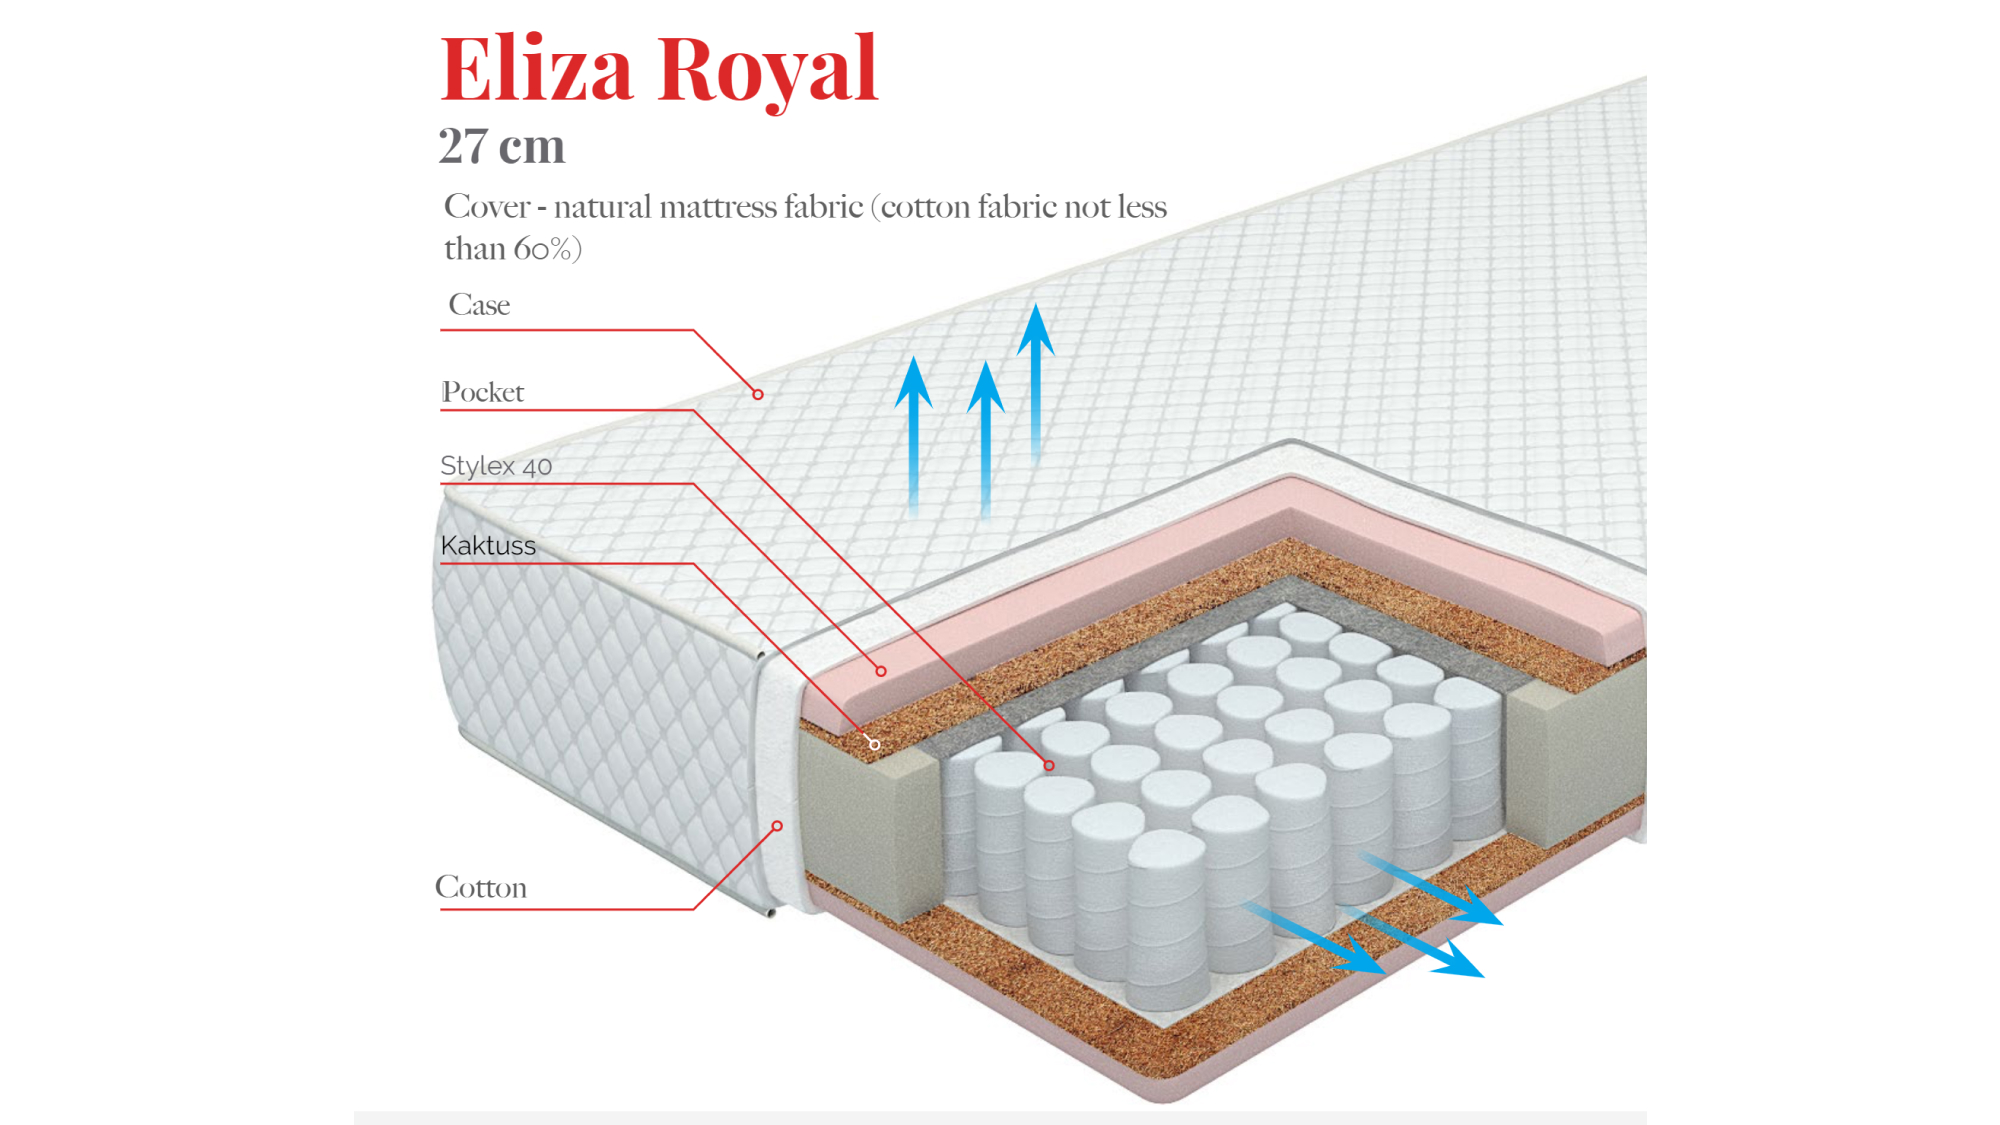 Eliza Royal
27 cm
Cover - natural mattress fabric (cotton fabric not less
than 60%)
Case
Pocket
Stylex 40
Kaktuss
Cotton